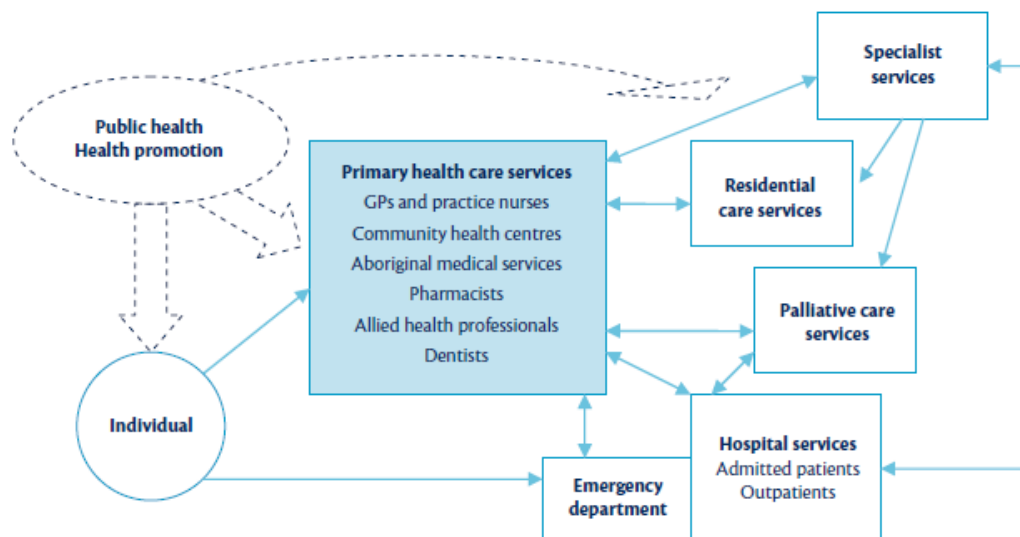 Specialist
services
Public health
Health promotion
Primary health care services
GPs and practice nurses
Community health centres
Aboriginal medical services
Pharmacists
Allied health professionals
Dentists
Residential
care services
Palliative care
services
Individual
Hospital services
Admitted patients
Outpatients
Emergency
department